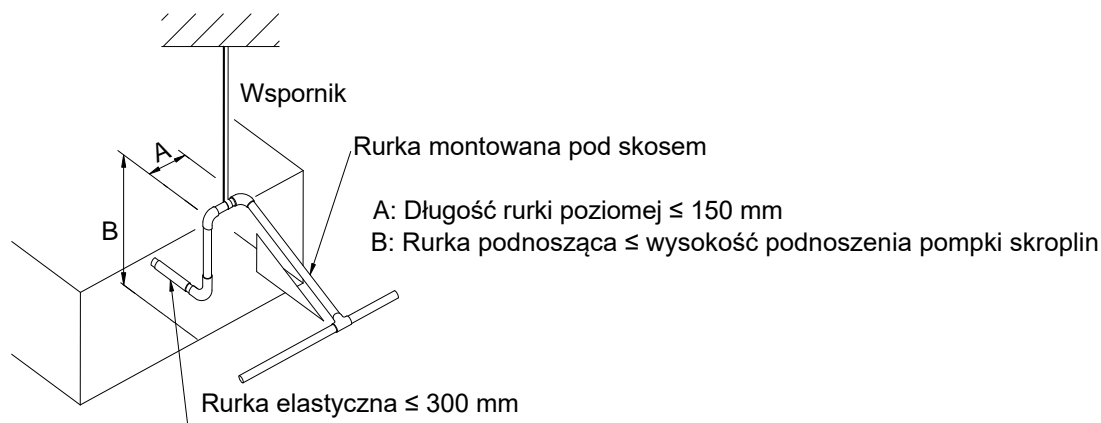 Wspornik
A
Rurka montowana pod skosem
A: Długość rurki poziomej ≤ 150 mm
B
B: Rurka podnosząca ≤ wysokość podnoszenia pompki skroplin
Rurka elastyczna ≤ 300 mm